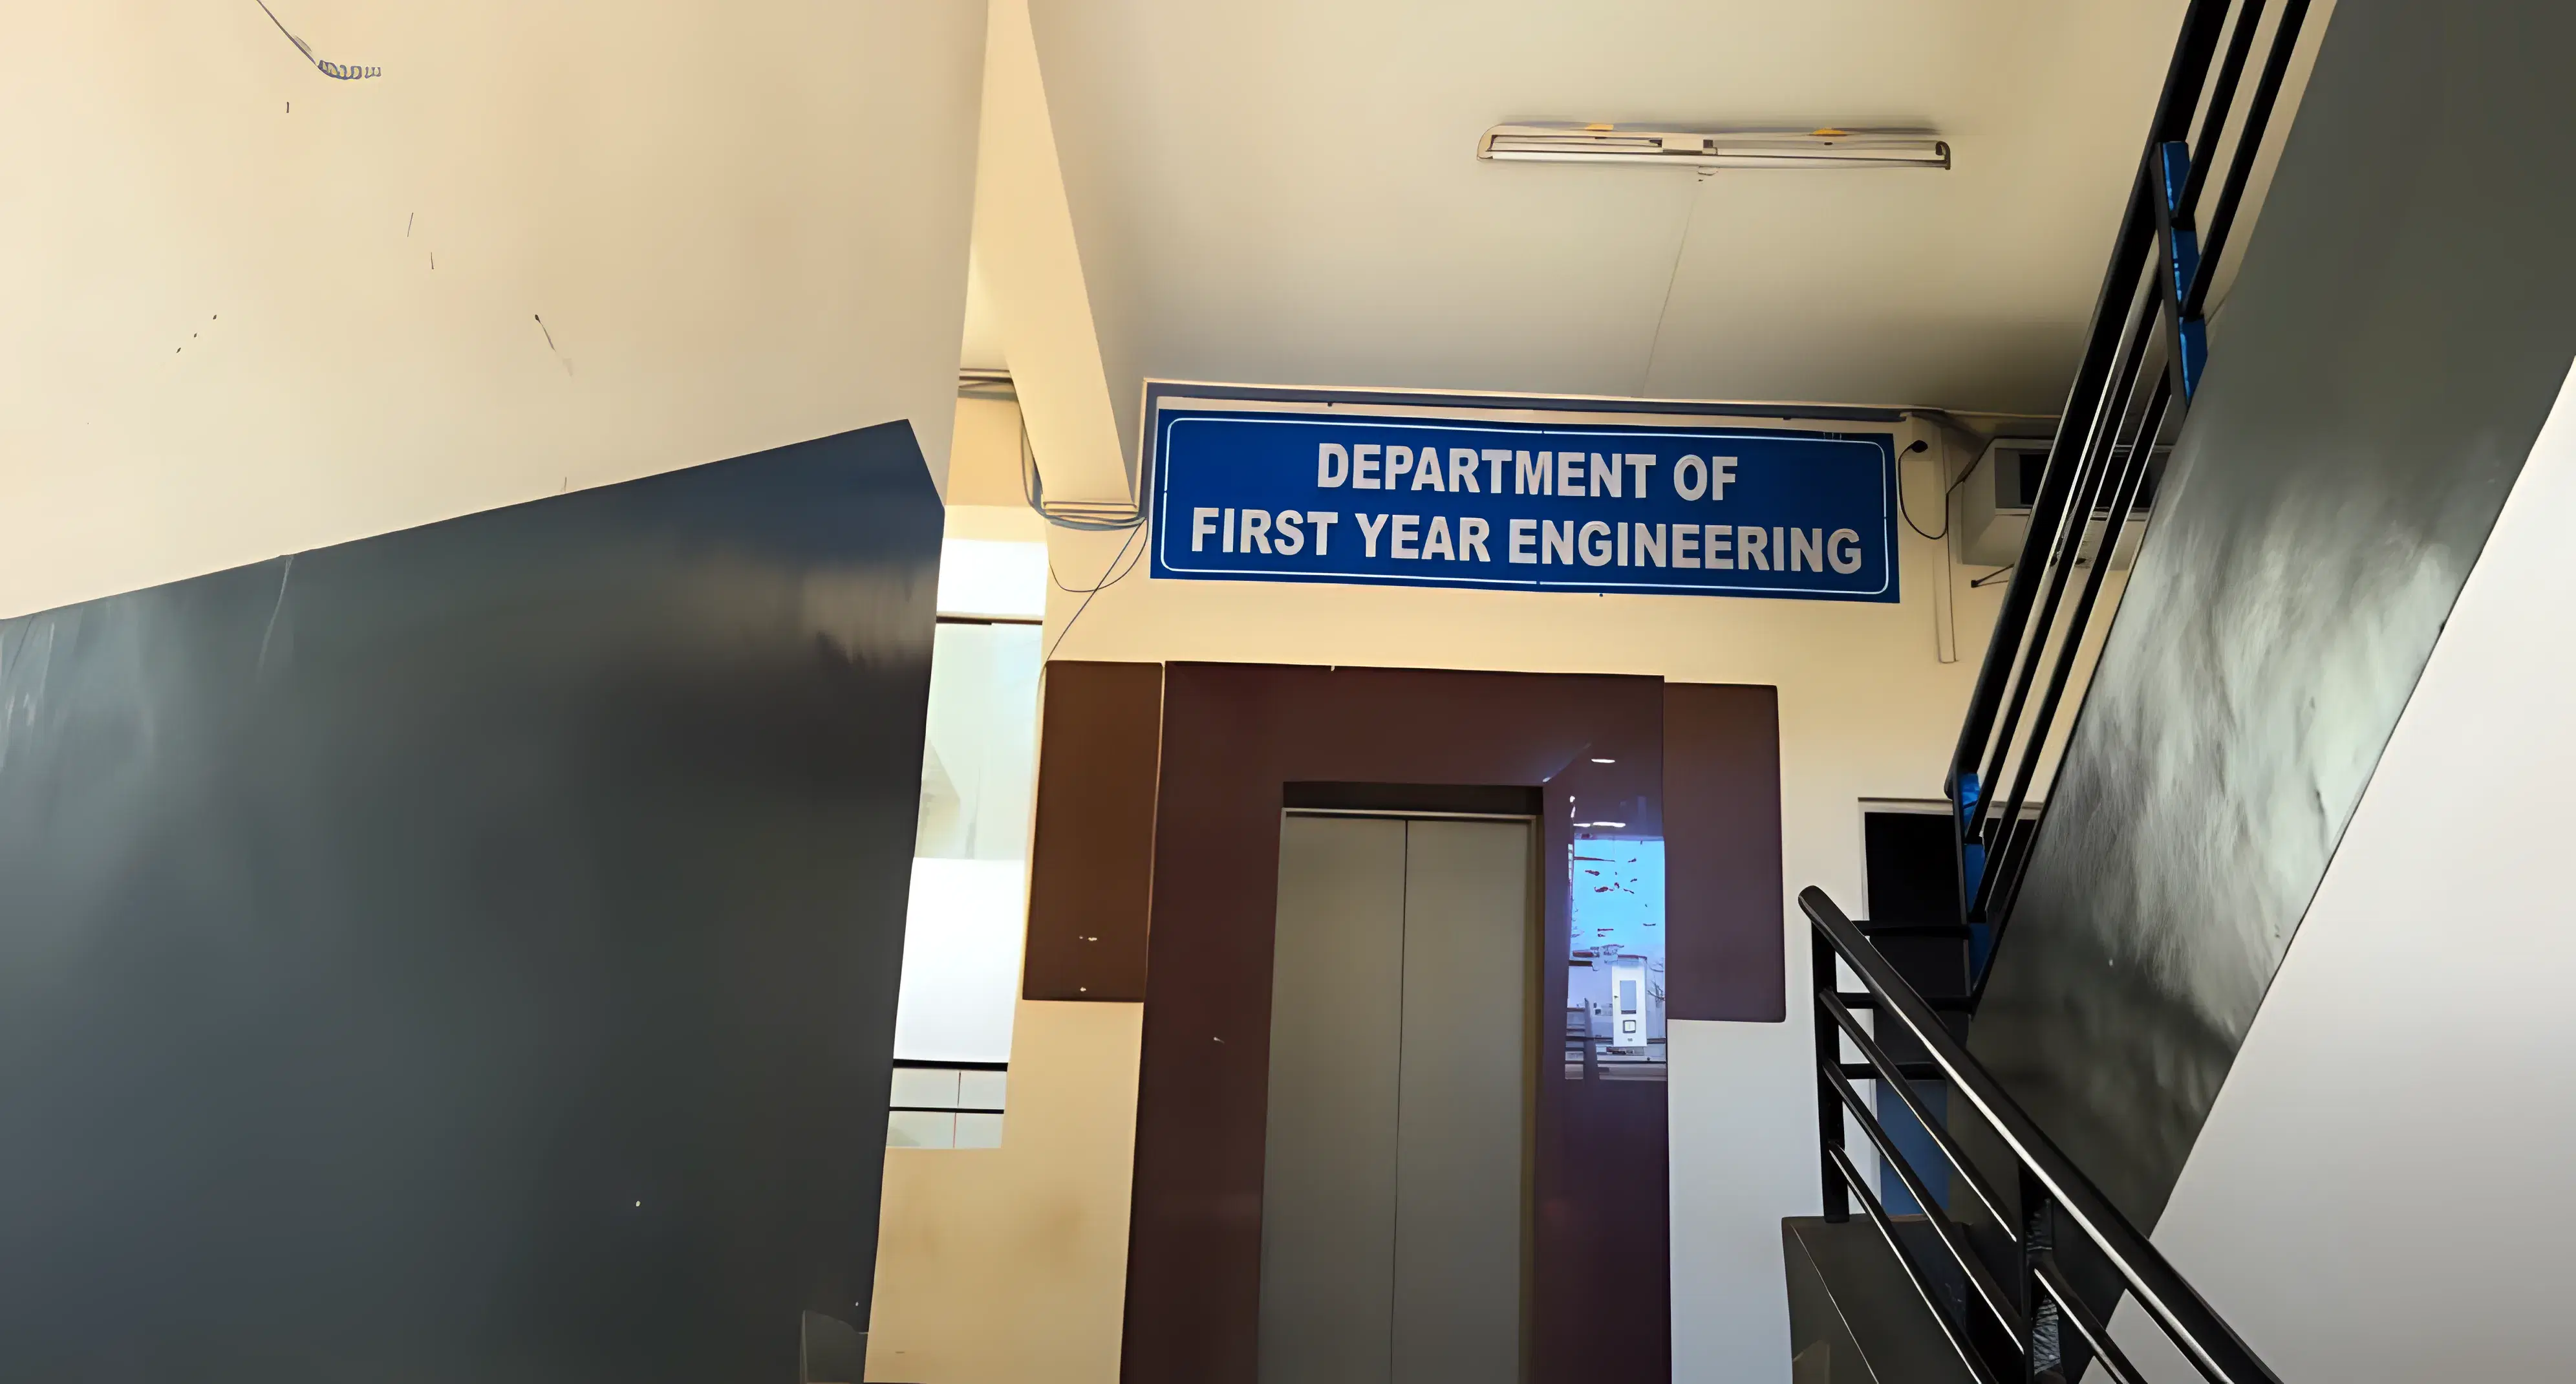 DEPARTMENT OF
FIRST YEAR ENGINEERING